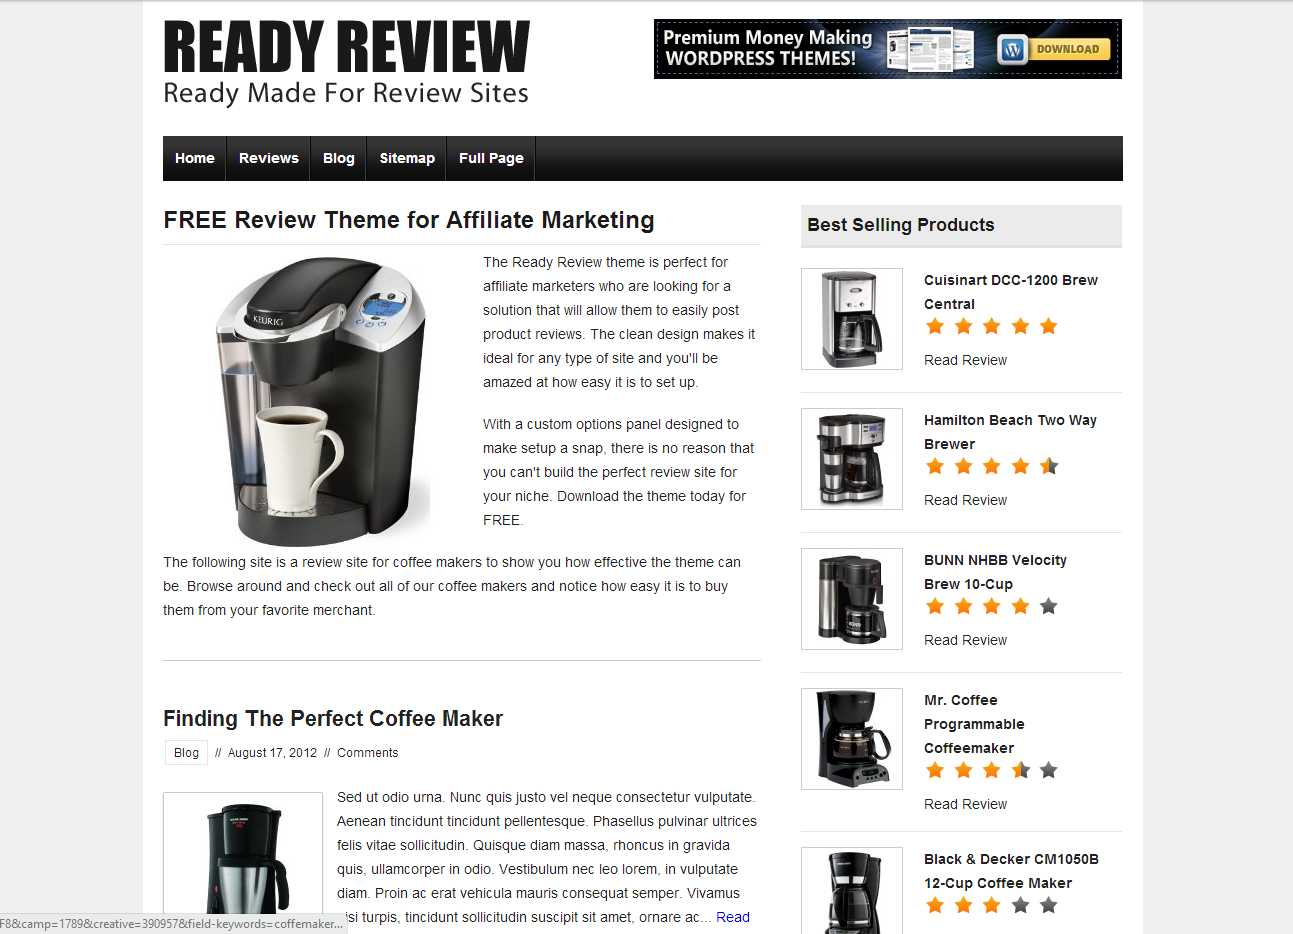 READY REVIEW
Ready Made For Review Sites
Premium Money Making
WORDPRESS THEMES!
DOWNLOAD
Home
Reviews
Blog
Sitemap
Full Page
FREE Review Theme for Affiliate Marketing
KEURIG
The Ready Review theme is perfect for
affiliate marketers who are looking for a
solution that will allow them to easily post
product reviews. The clean design makes it
ideal for any type of site and you'll be
amazed at how easy it is to set up.
With a custom options panel designed to
make setup a snap, there is no reason that
you can't build the perfect review site for
your niche. Download the theme today for
FREE.
The following site is a review site for coffee makers to show you how effective the theme can
be. Browse around and check out all of our coffee makers and notice how easy it is to buy
them from your favorite merchant.
Finding The Perfect Coffee Maker
Blog // August 17, 2012 // Comments
Sed ut odio urna. Nunc quis justo vel neque consectetur vulputate.
Aenean tincidunt tincidunt pellentesque. Phasellus pulvinar ultrices
felis vitae sollicitudin. Quisque diam massa, rhoncus in gravida
quis, ullamcorper in odio. Vestibulum nec leo lorem, in vulputate
diam. Proin ac erat vehicula mauris consequat semper. Vivamus
turpis, tincidunt sollicitudin suscipit sit amet, ornare ac... Read
F8&camp=1789&creative=390957&field-keywords=coffemaker...
Best Selling Products
Cuisinart DCC-1200 Brew
Central
Read Review
Hamilton Beach Two Way
Brewer
Read Review
BUNN NHBB Velocity
Brew 10-Cup
Read Review
Mr. Coffee
Programmable
Coffeemaker
Read Review
Black & Decker CM1050B
12-Cup Coffee Maker